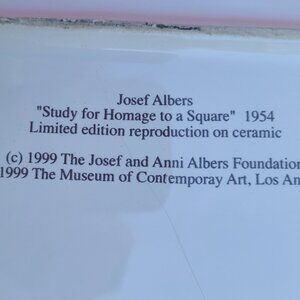 Josef Albers
"Study for Homage to a Square" 1954
Limited edition reproduction on ceramic
(c) 1999 The Josef and Anni Albers Foundation
1999 The Museum of Contemporay Art, Los An